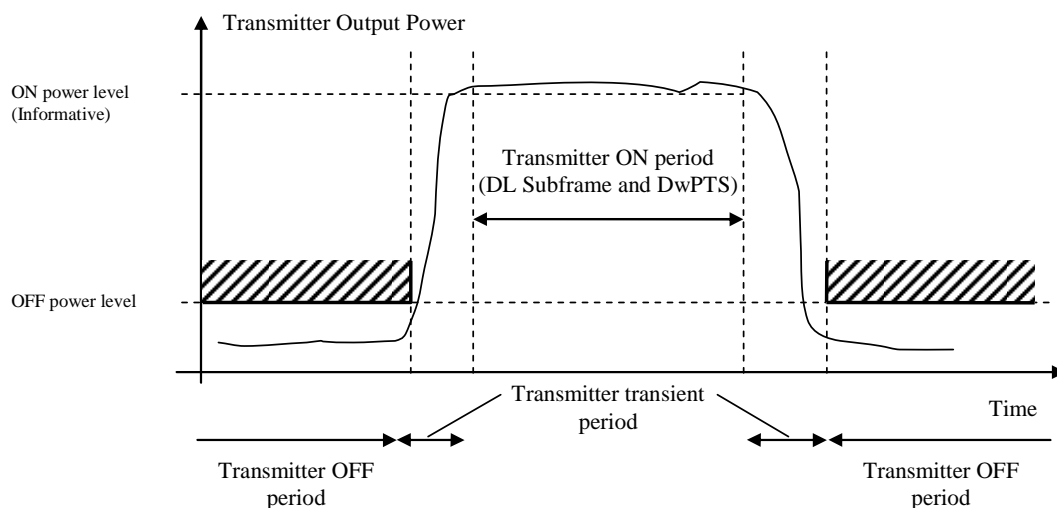 Transmitter Output Power
ON power level
(Informative)
Transmitter ON period
(DL Subframe and DwPTS)
OFF power level
Transmitter transient
period
Time
Transmitter OFF
period
Transmitter OFF
period